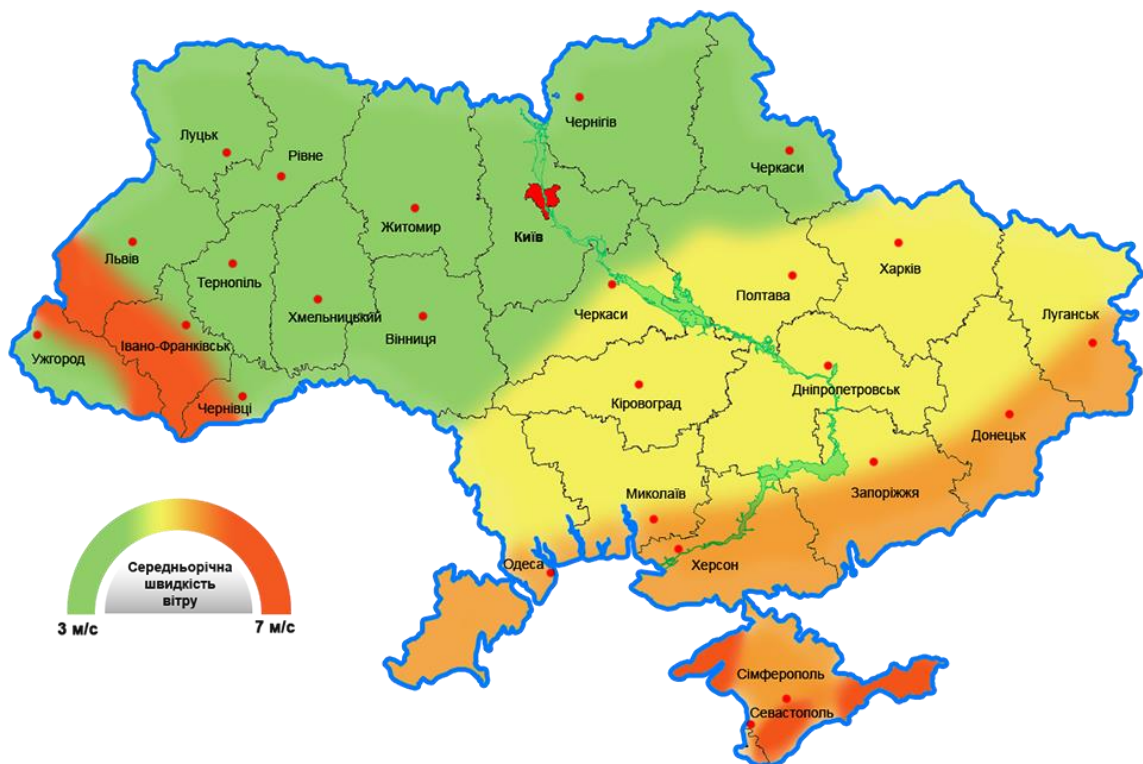 Чернігів
Луцьк
Рівне
Черкаси
Житомир
Київ
Львів
Харків
Тернопіль
Полтава
Черкаси
Хмельницький
Луганськ
Вінниця
Івано-Франківськ
Ужгород
Дніпропетровськ
Чернівці
Кіровоград
Донецьк
Запоріжжя
Миколаїв
Одеса
Херсон
Середньорічна
швидкість
вітру
3 м/с
7 м/с
Сімферополь
Севастополь